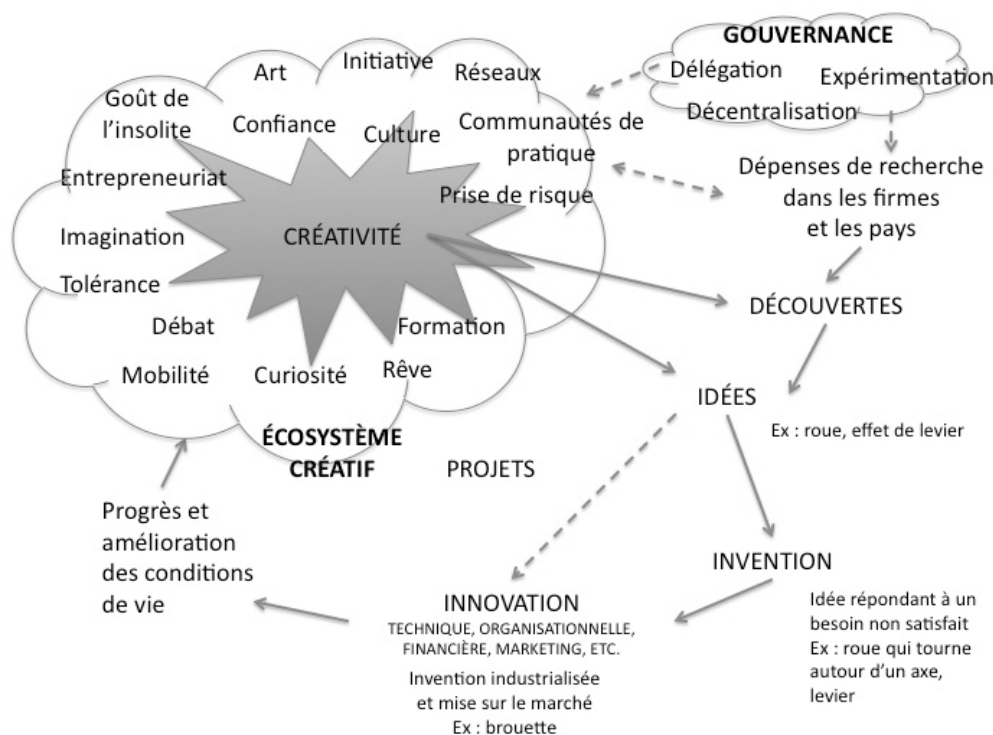 GOUVERNANCE
Délégation
Expérimentation
Décentralisation
Art
Initiative
Réseaux
Goût de
l'insolite
Confiance
Culture
Communautés de
pratique
Entrepreneuriat
Prise de risque
Imagination
CRÉATIVITÉ
Tolérance
Débat
Formation
Mobilité
Curiosité
Rêve
ÉCOSYSTÈME
CRÉATIF
PROJETS
Dépenses de recherche
dans les firmes
et les pays
DÉCOUVERTES
IDÉES
Ex : roue, effet de levier
INVENTION
Idée répondant à un
besoin non satisfait
Ex : roue qui tourne
autour d'un axe,
levier
INNOVATION
TECHNIQUE, ORGANISATIONNELLE,
FINANCIÈRE, MARKETING, ETC.
Invention industrialisée
et mise sur le marché
Ex : brouette
Progrès et
amélioration
des conditions
de vie